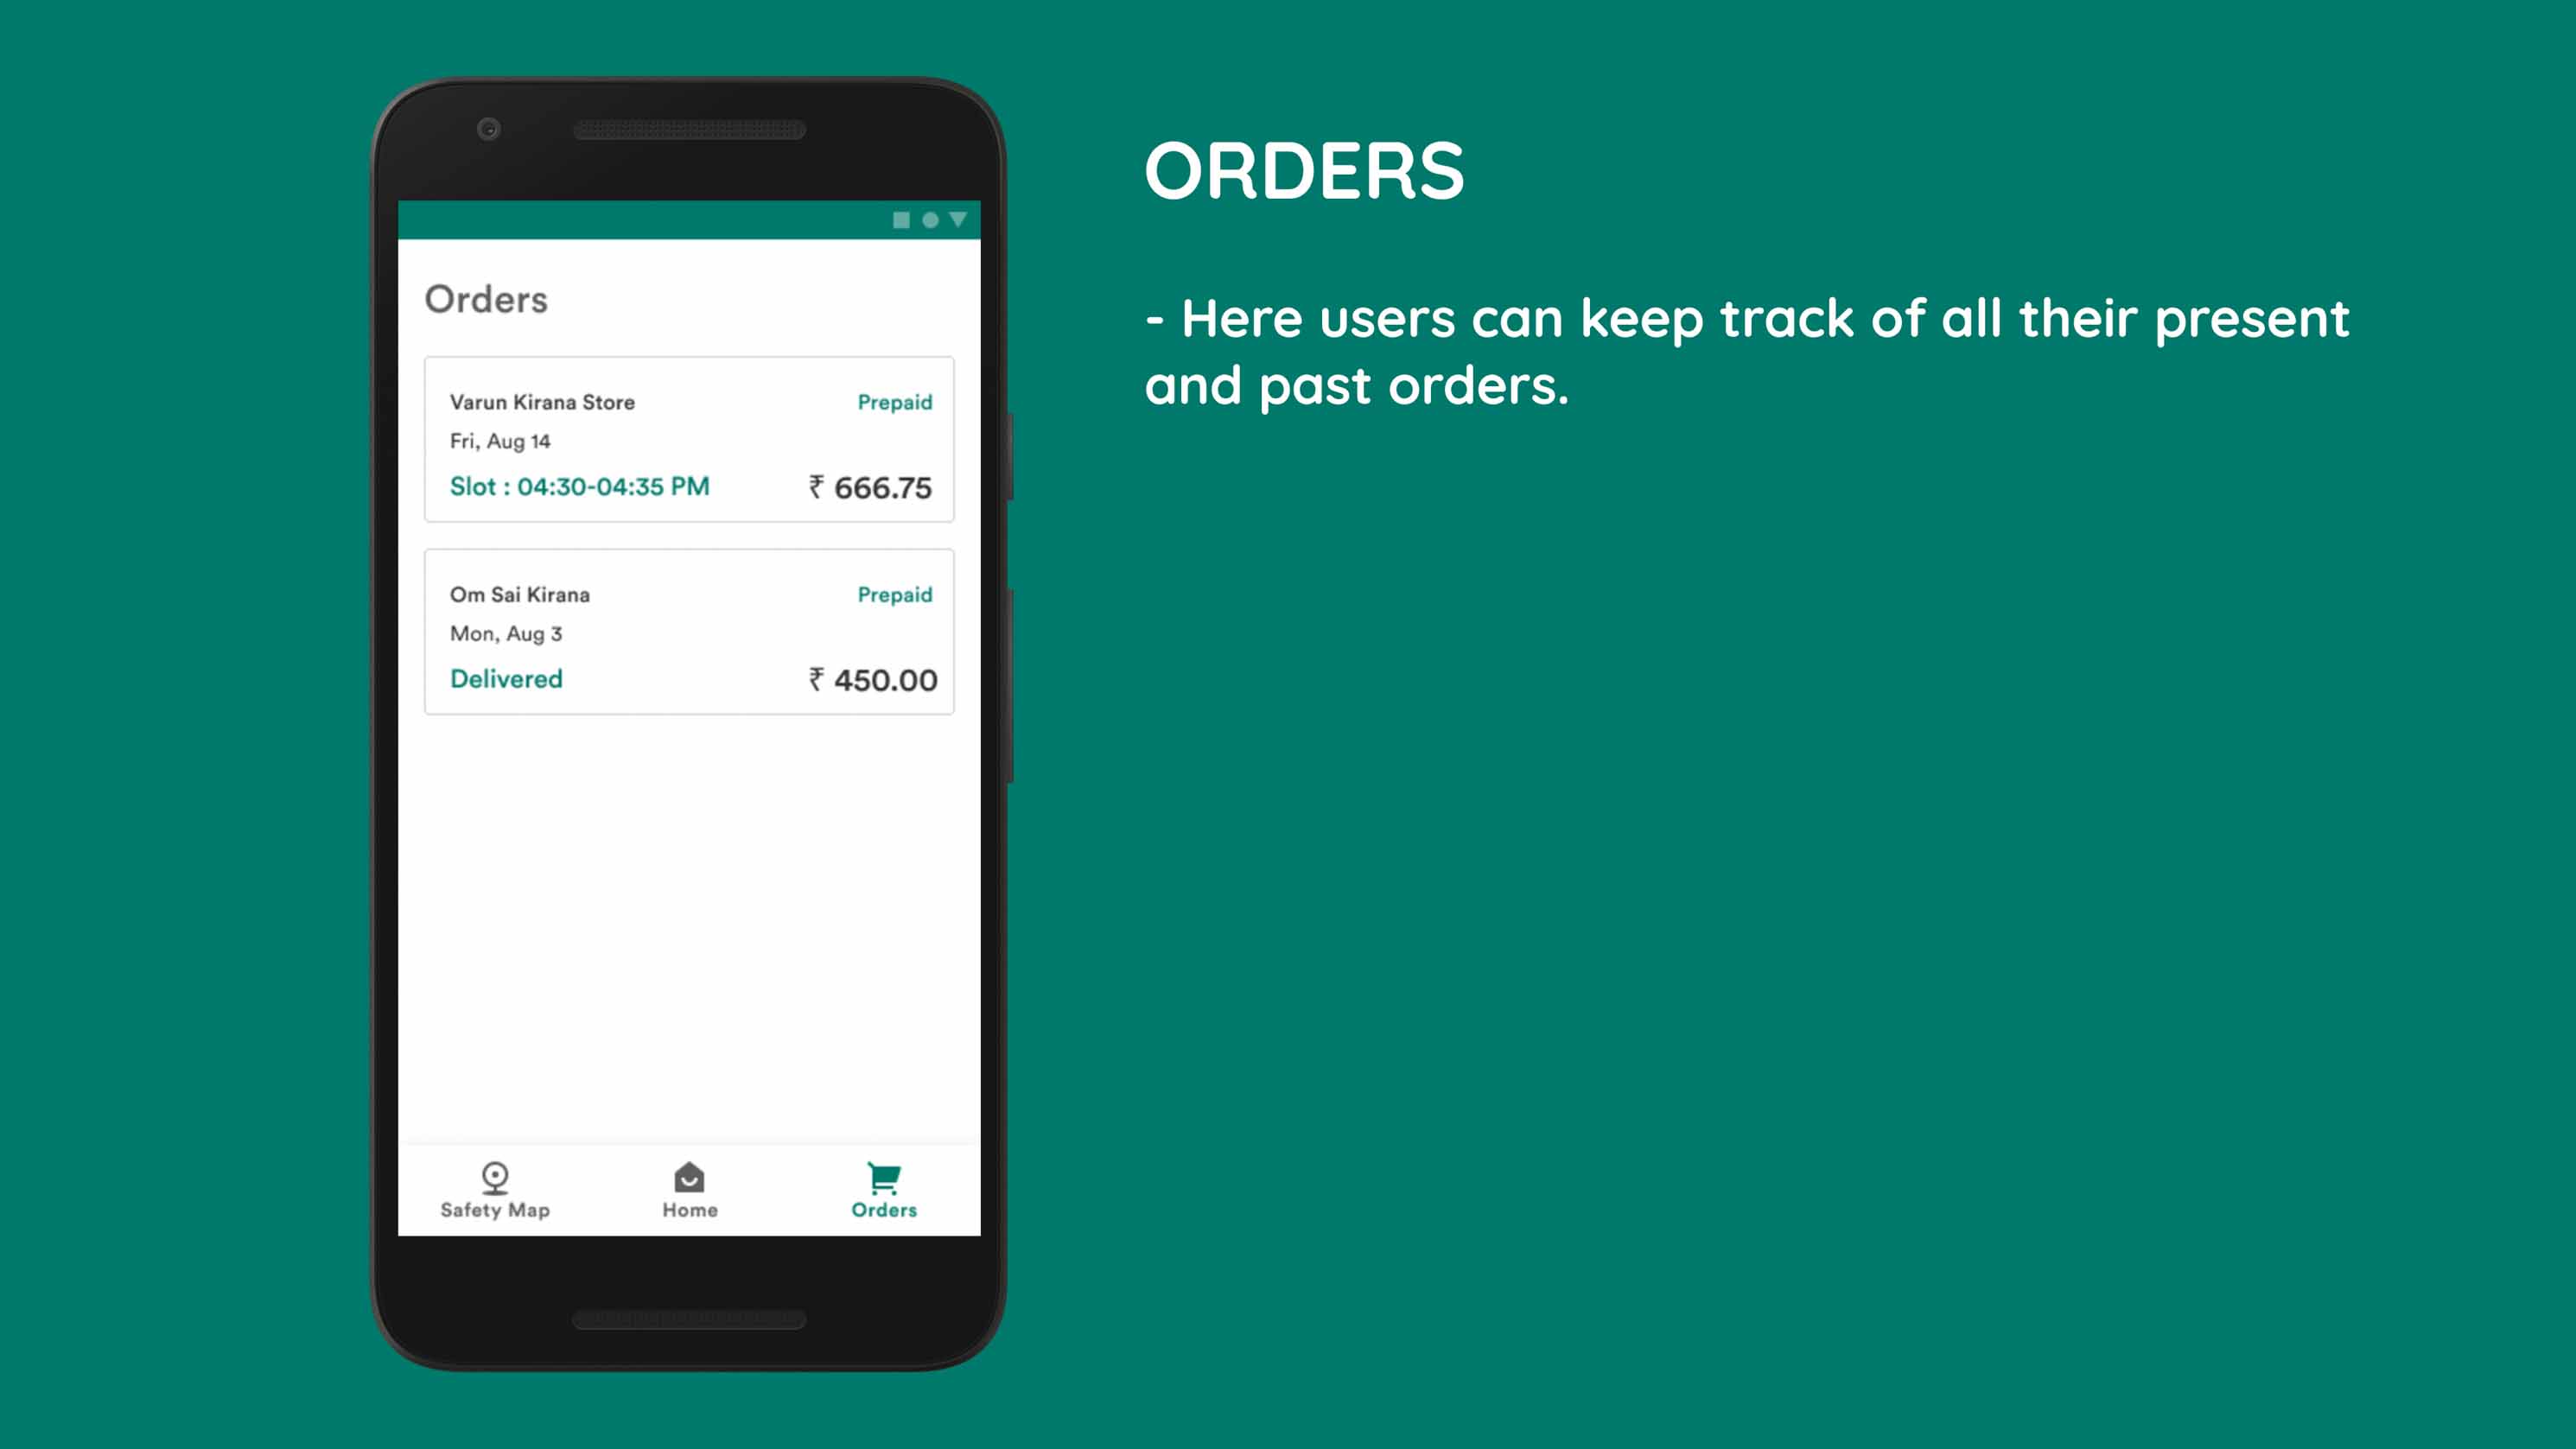 ORDERS
- Here users can keep track of all their present
and past orders.
Orders
Varun Kirana Store
Prepaid
Fri, Aug 14
Slot : 04:30-04:35 PM
₹ 666.75
Om Sai Kirana
Prepaid
Mon, Aug 3
Delivered
₹ 450.00
Safety Map
Home
Orders